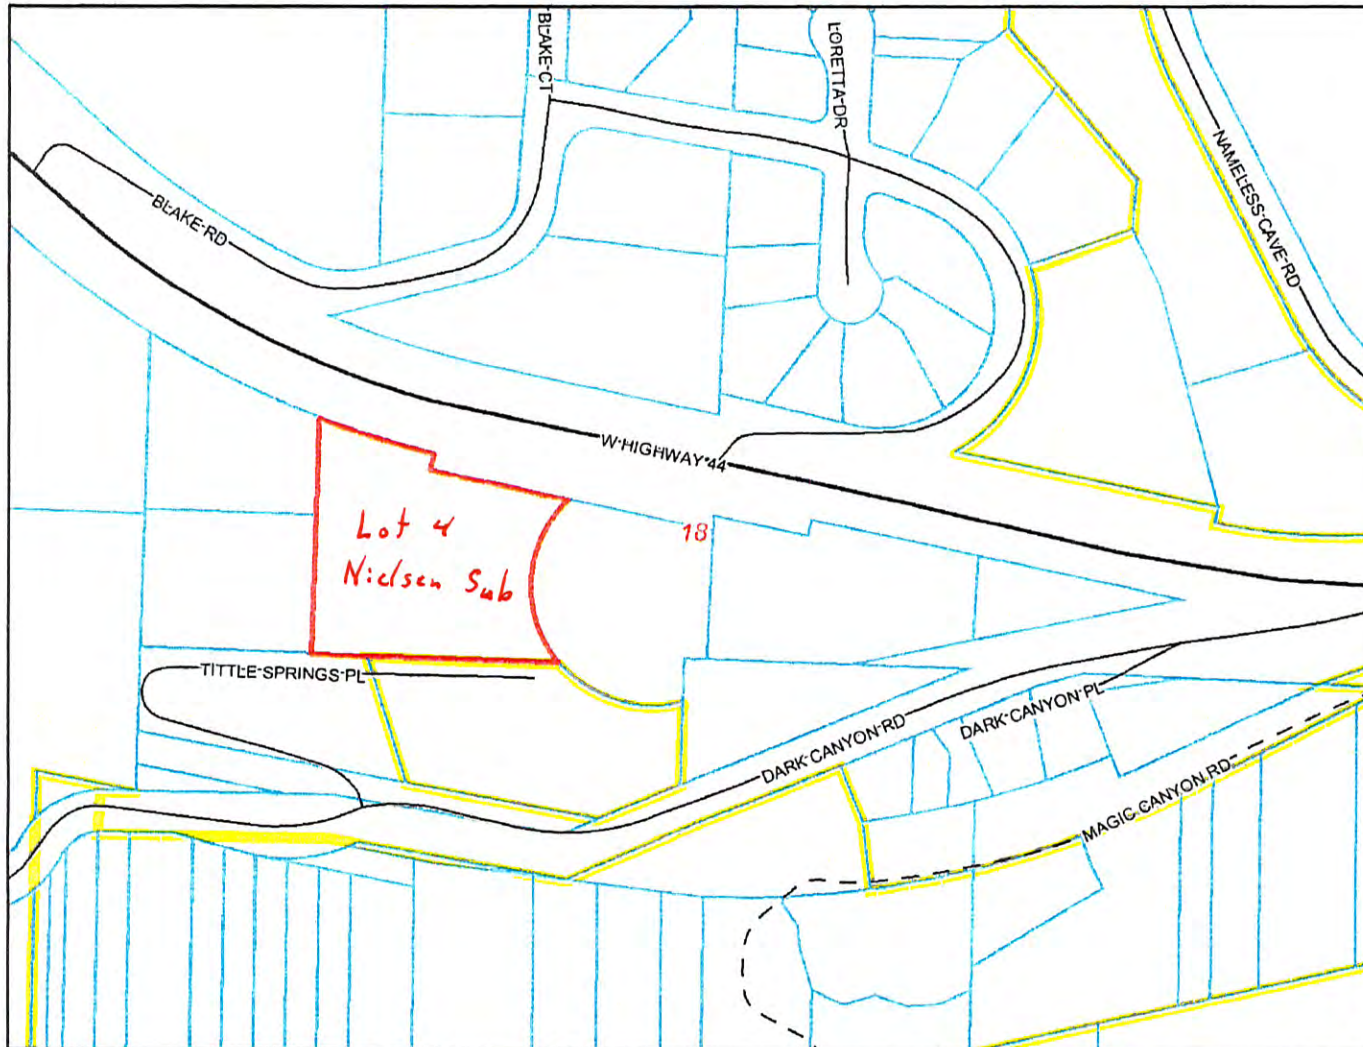 BLAKE CT
LORETTA DR
NAMELESS CAVE RD
BLAKE RD
W HIGHWAY 44
18
Lot 4
Nielsen Sub
TITTLE SPRINGS PL
DARK CANYON RD
DARK CANYON PL
MAGIC CANYON RD